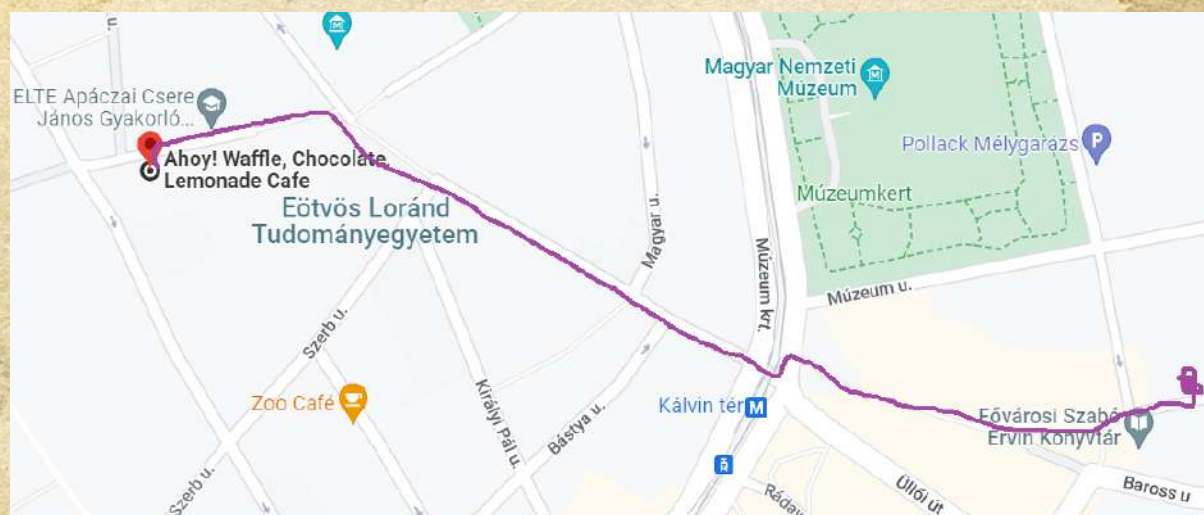 u.
ELTE Apáczai Csere
János Gyakorló...
Ahoy! Waffle, Chocolate,
Lemonade Cafe
Eötvös Loránd
Tudományegyetem
Magyar Nemzeti
Múzeum
Pollack Mélygarázs
P
Múzeumkert
Magyar u.
Múzeum krt.
Múzeum u.
Szerb u.
Zoo Café
Királyi Pál u.
Bástya u.
Kálvin tér
M
Fővárosi Szabó
Ervin Könyvtár
Szerb u.
Üllői út
Baross u